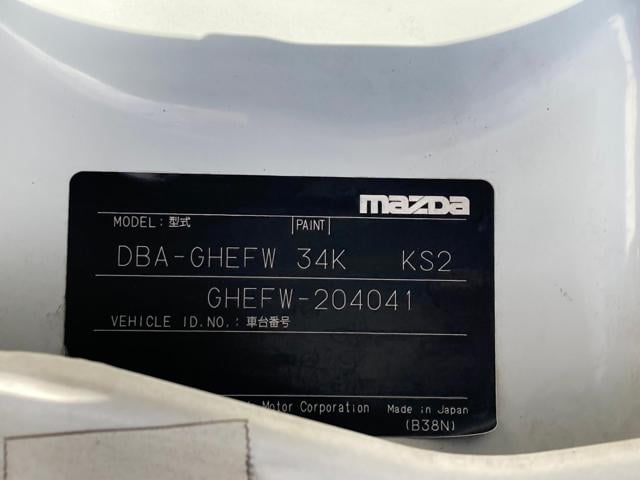 mazDa
MODEL:型式 PAINT
DBA-GHEFW 34K KS2
GHEFW-204041
VEHICLE ID.NO.:車台番号
Motor Corporation Made in Japan
(B38N)